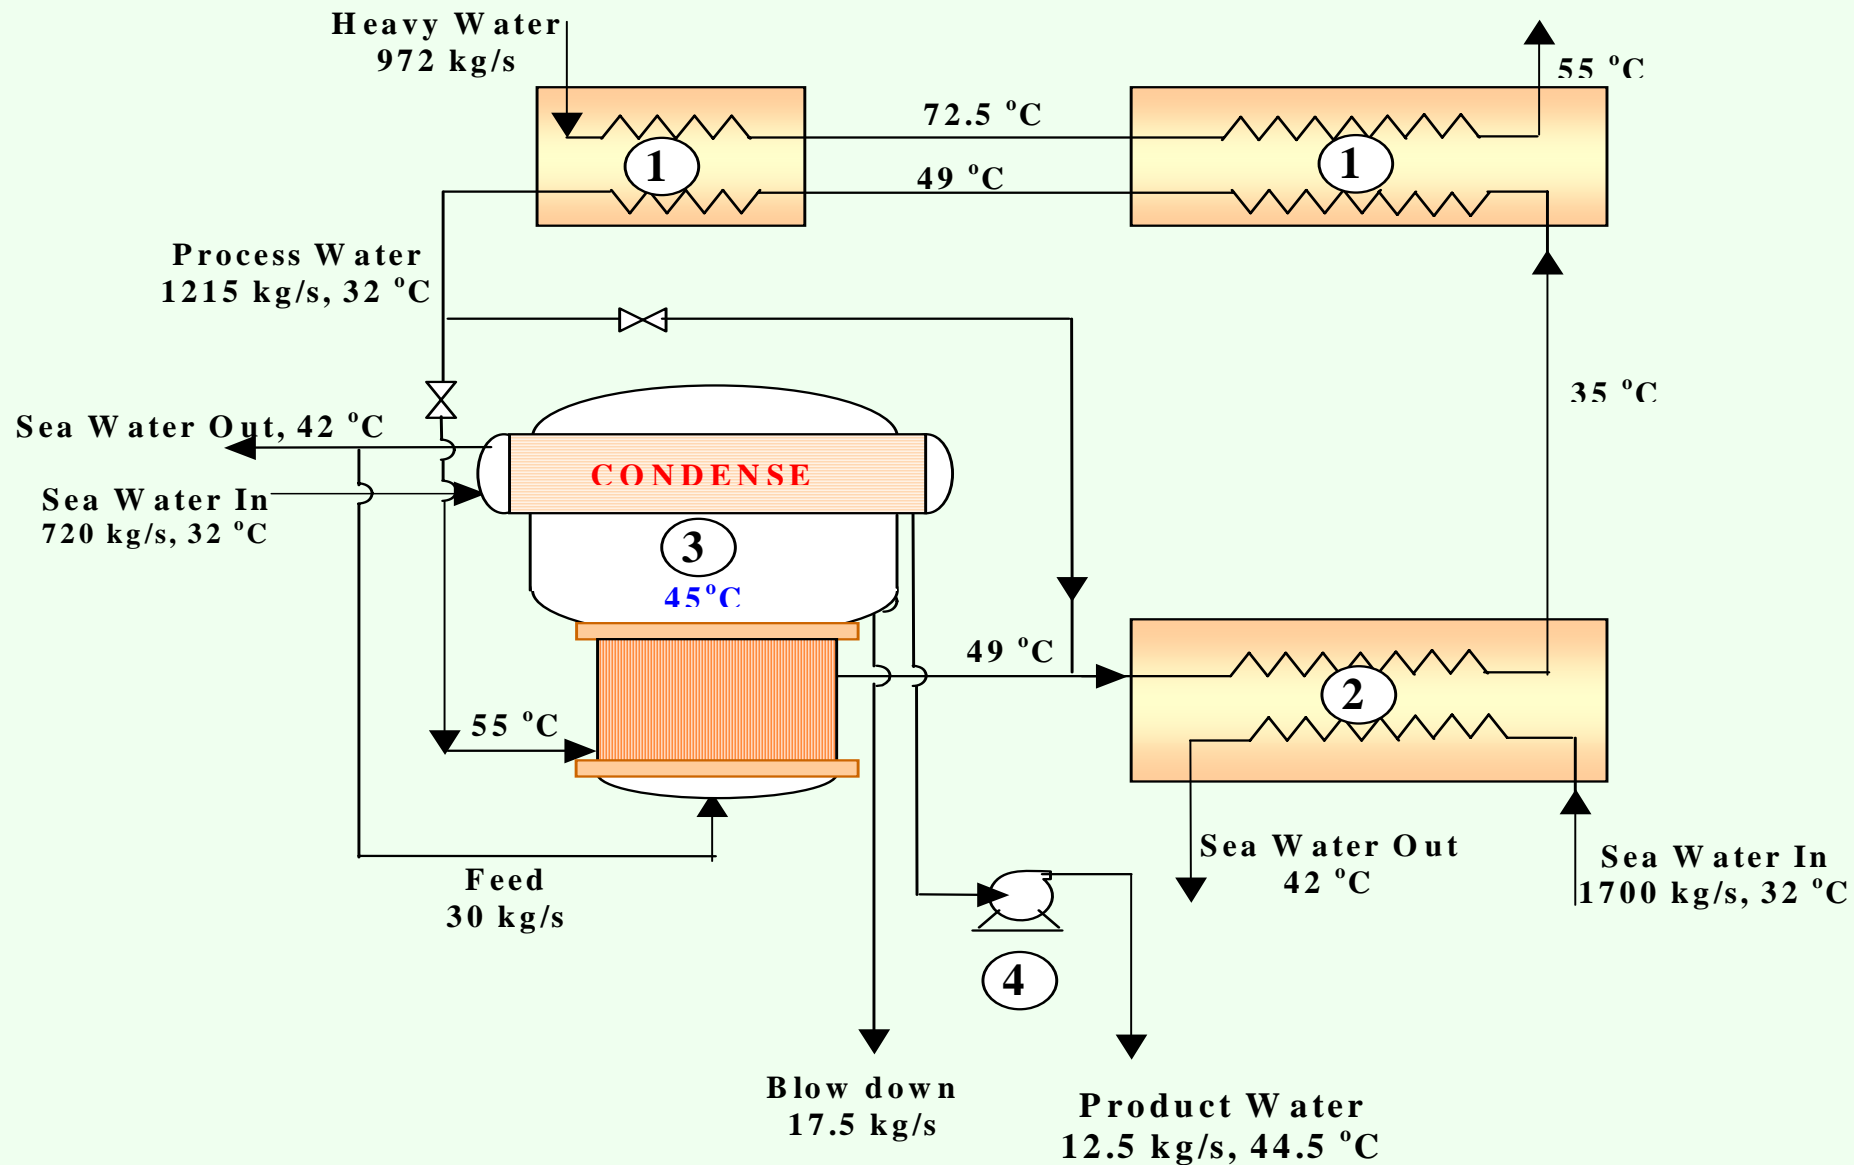 Heavy Water
972 kg/s
55 °C
72.5 °C
1
1
49 °C
Process Water
1215 kg/s, 32 °C
35 °C
Sea Water Out, 42 °C
CONDENSE
Sea Water In
720 kg/s, 32 °C
3
45°C
49 °C
2
55 °C
Sea Water Out
42 °C
Sea Water In
1700 kg/s, 32 °C
Feed
30 kg/s
4
Blow down
17.5 kg/s
Product Water
12.5 kg/s, 44.5 °C